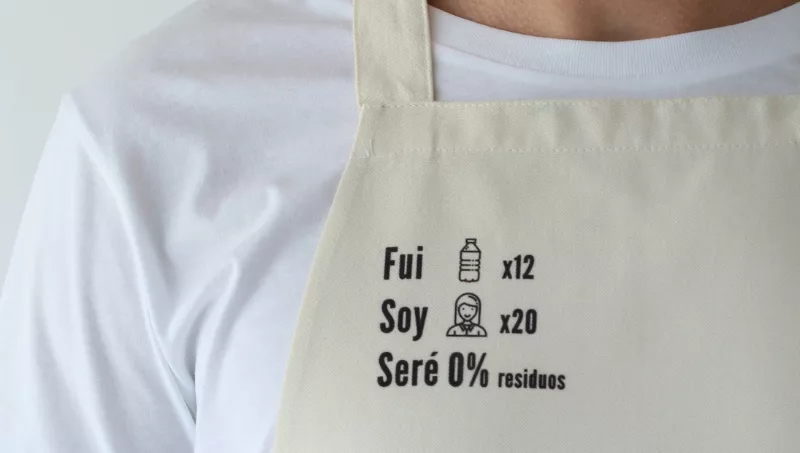 Fui x12
Soy x20
Seré 0% residuos